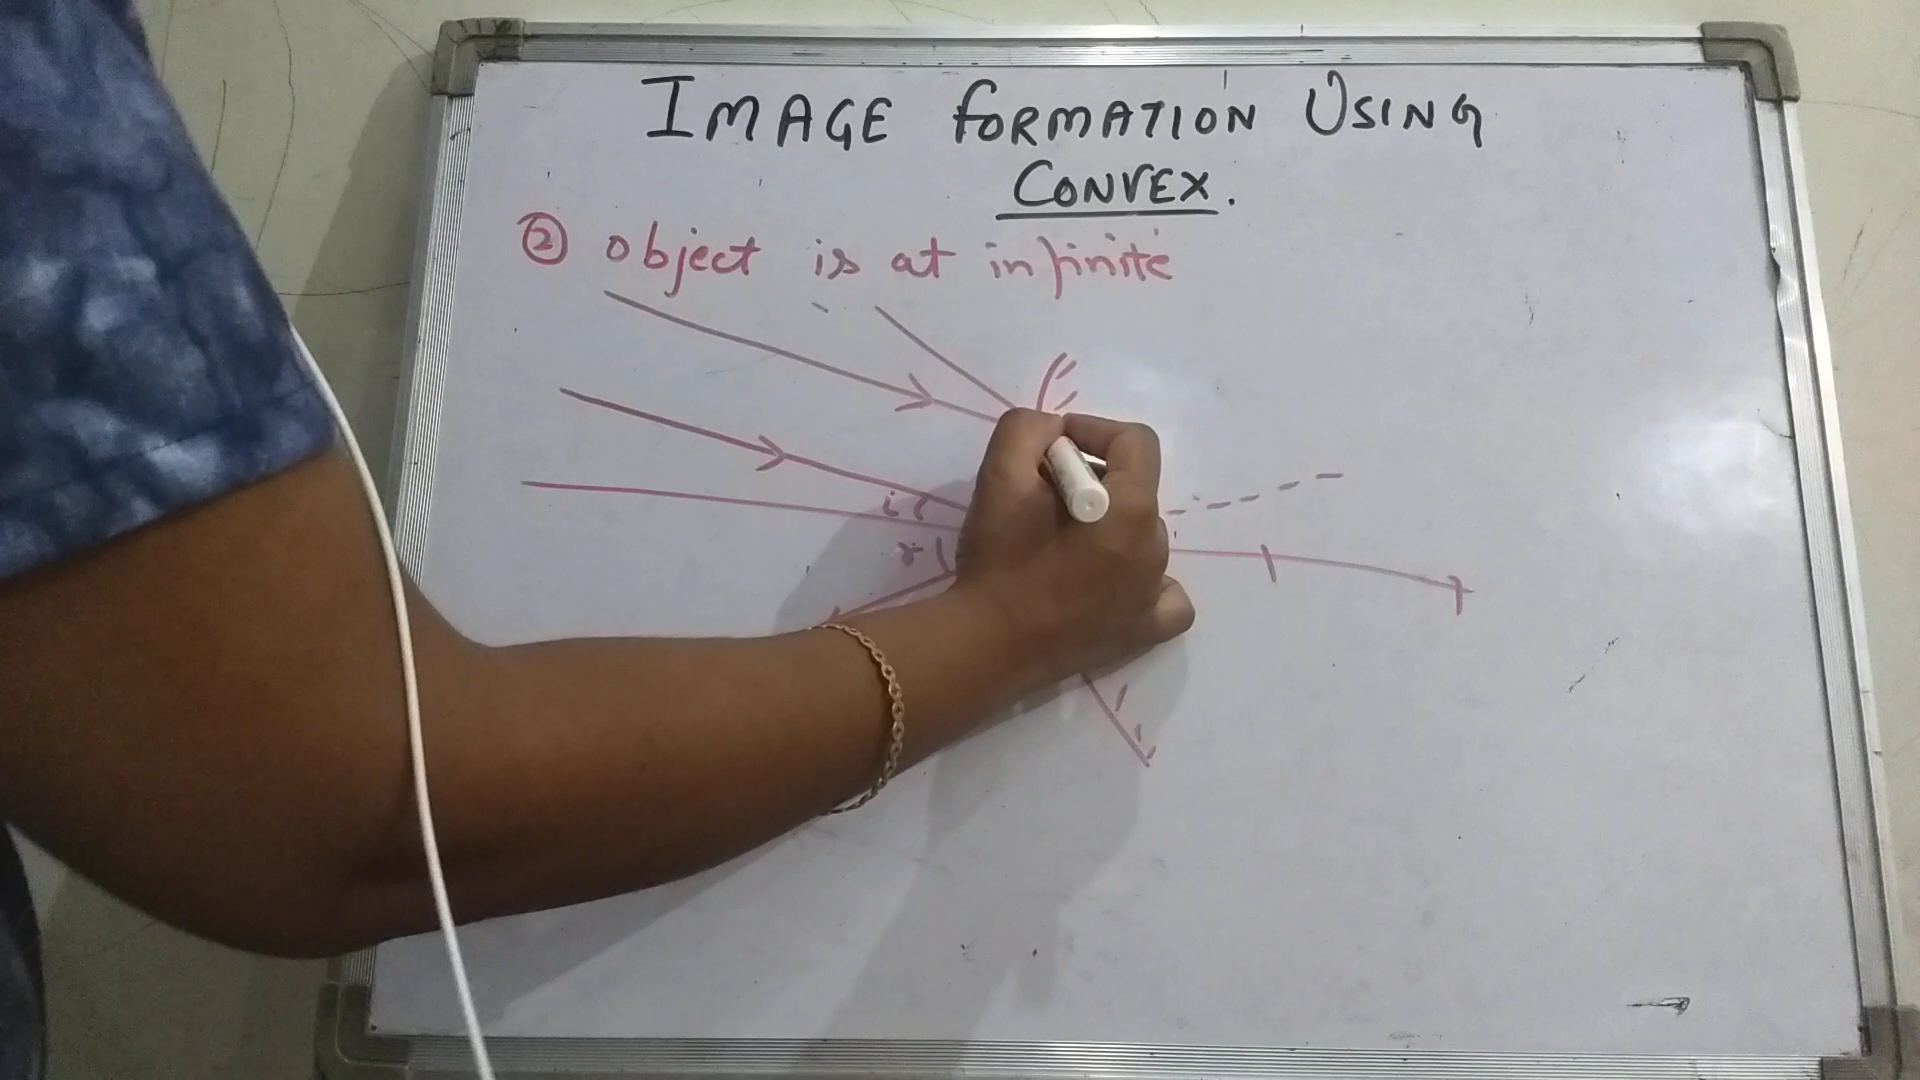 IMAGE FORMATION USING
CONVEX.
② object is at infinite
i
r